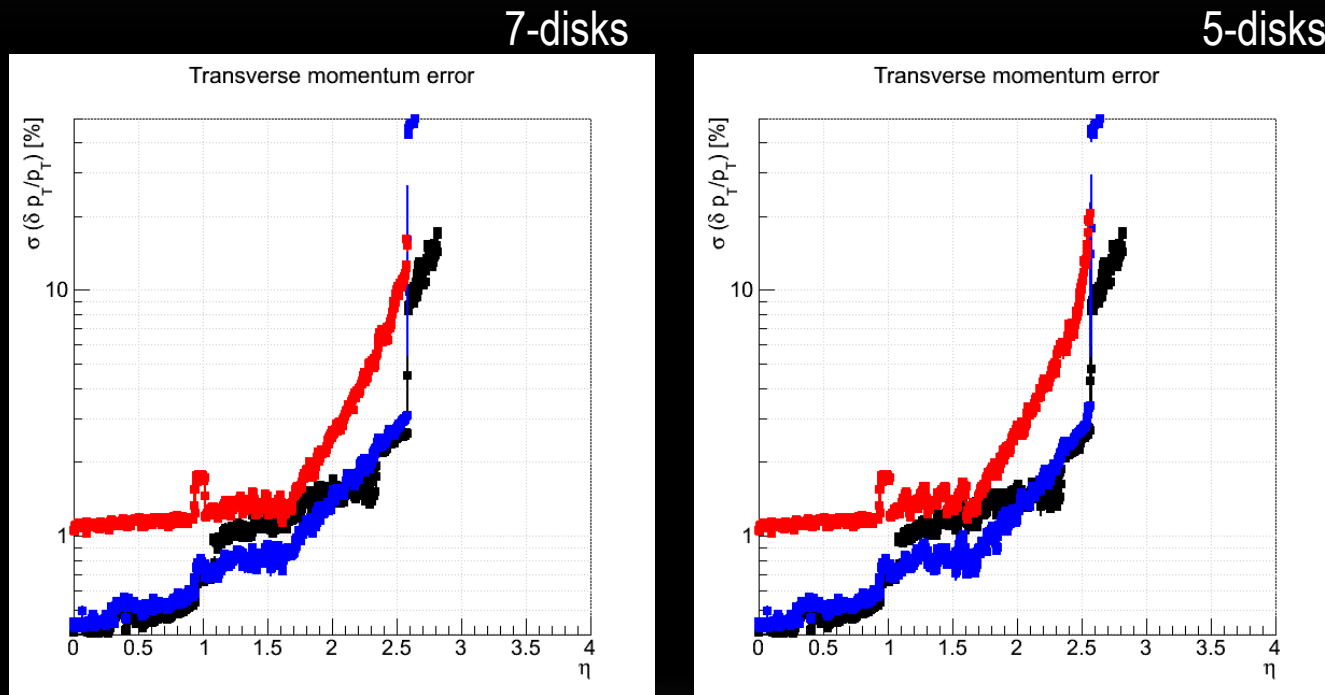 7-disks
Transverse momentum error
σ (δ p_T/p_T) [%]
10
1
0 0.5 1 1.5 2 2.5 3 3.5 4
η
5-disks
Transverse momentum error
σ (δ p_T/p_T) [%]
10
1
0 0.5 1 1.5 2 2.5 3 3.5 4
η